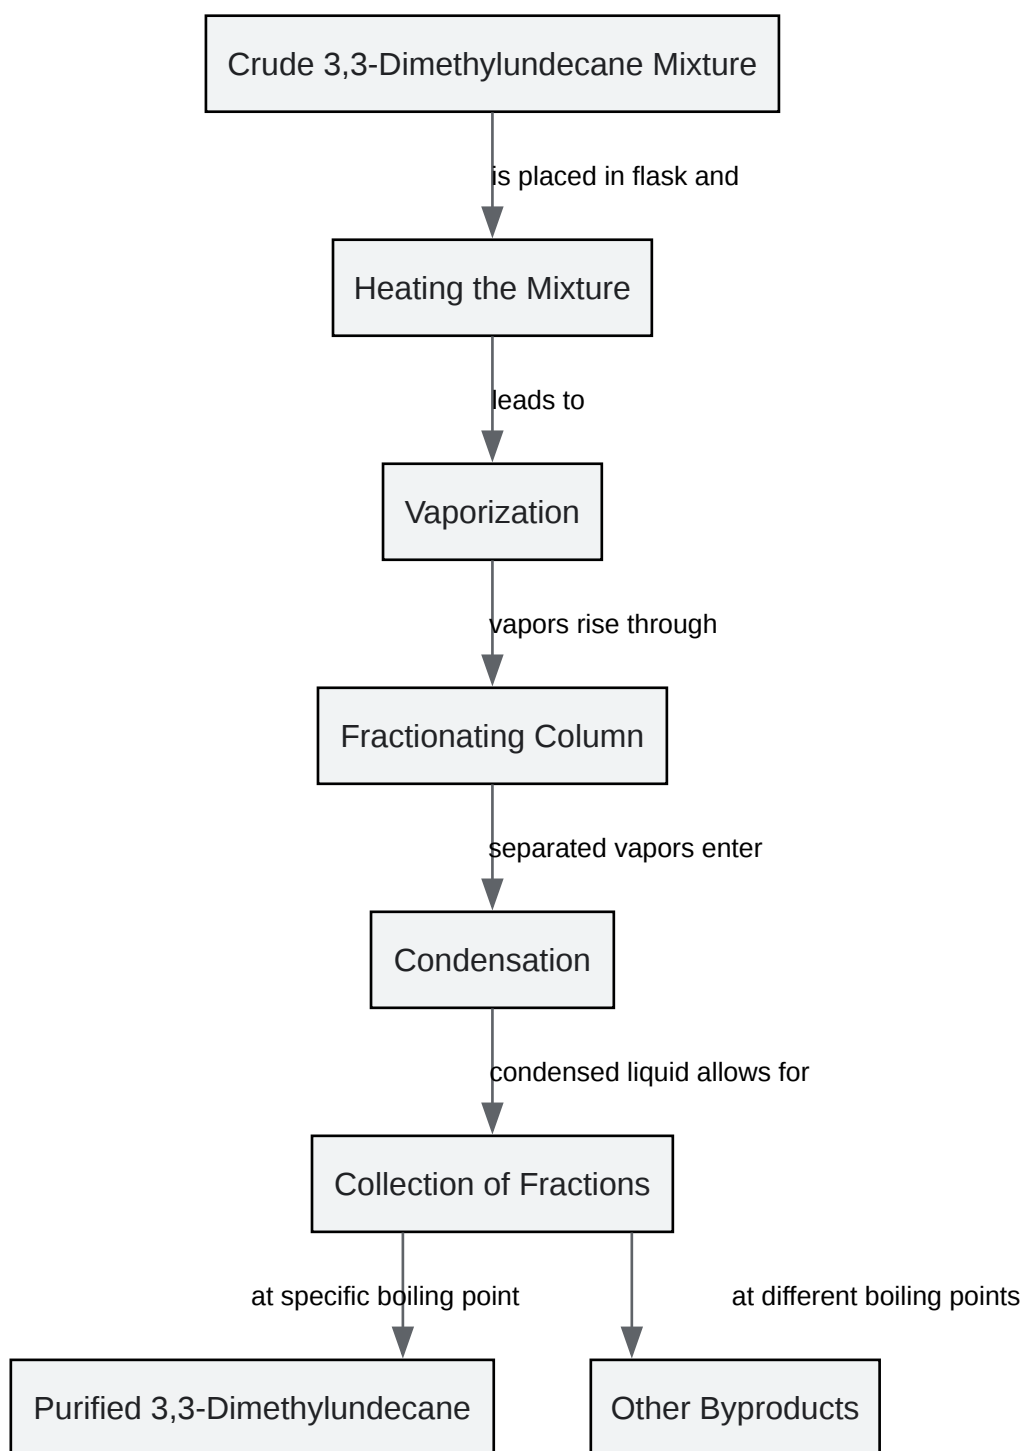 Crude 3,3-Dimethylundecane Mixture
is placed in flask and
Heating the Mixture
leads to
Vaporization
vapors rise through
Fractionating Column
separated vapors enter
Condensation
condensed liquid allows for
Collection of Fractions
at specific boiling point
at different boiling points
Purified 3,3-Dimethylundecane
Other Byproducts